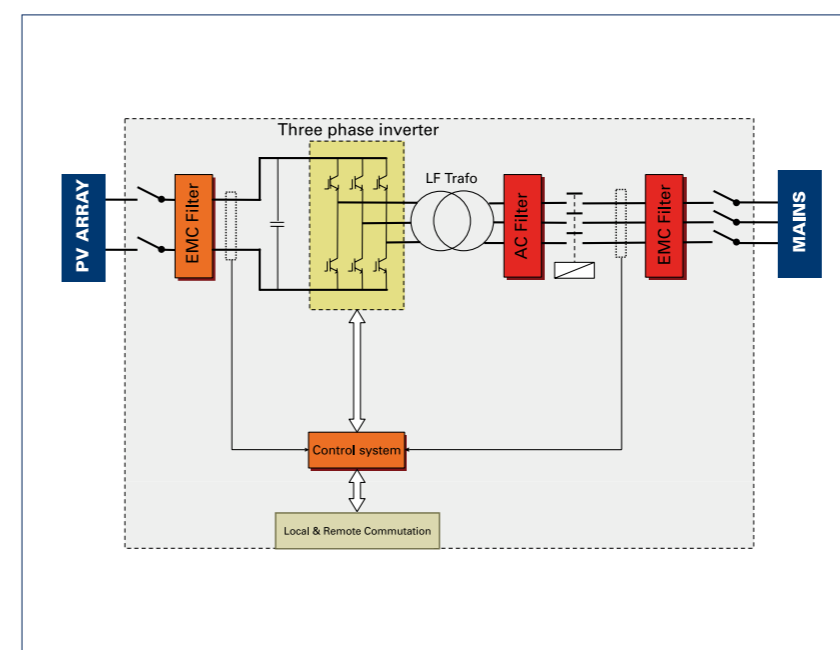 Three phase inverter
LF Trafo
PV ARRAY
EMC Filter
AC Filter
EMC Filter
MAINS
Control system
Local & Remote Commutation